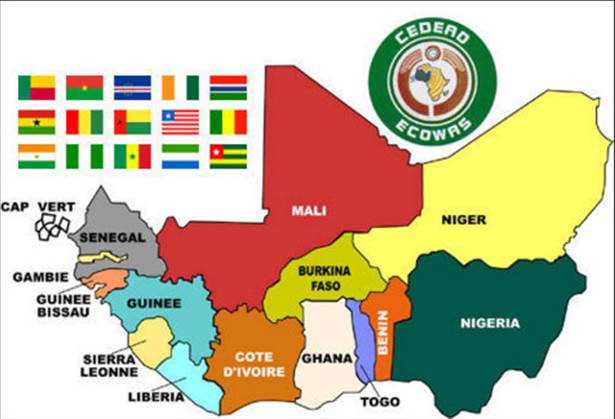 CEDEAO
ECOWAS
MALI
NIGER
CAP VERT
SENEGAL
BURKINA
FASO
GAMBIE
GUINÉE
BISSAU
GUINEE
NIGERIA
BENIN
SIERRA
LEONNE
COTE
D'IVOIRE
GHANA
LIBERIA
TOGO